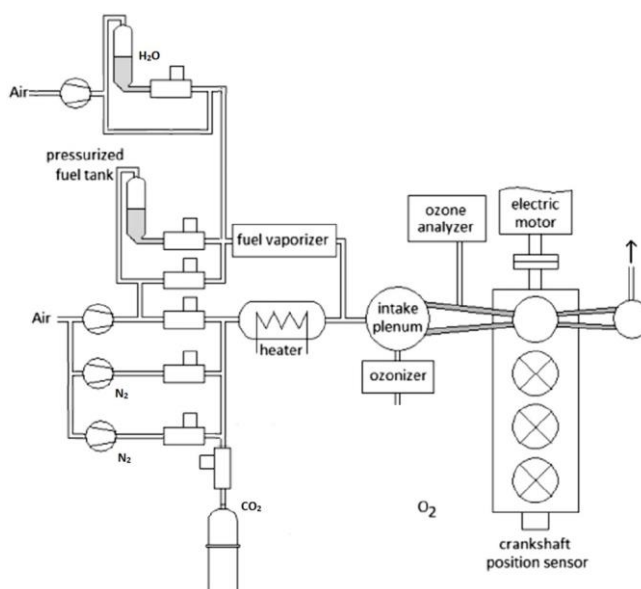 H₂O
Air
pressurized
fuel tank
ozone
analyzer
electric
motor
fuel vaporizer
Air
heater
intake
plenum
ozonizer
N₂
N₂
CO₂
O₂
crankshaft
position sensor